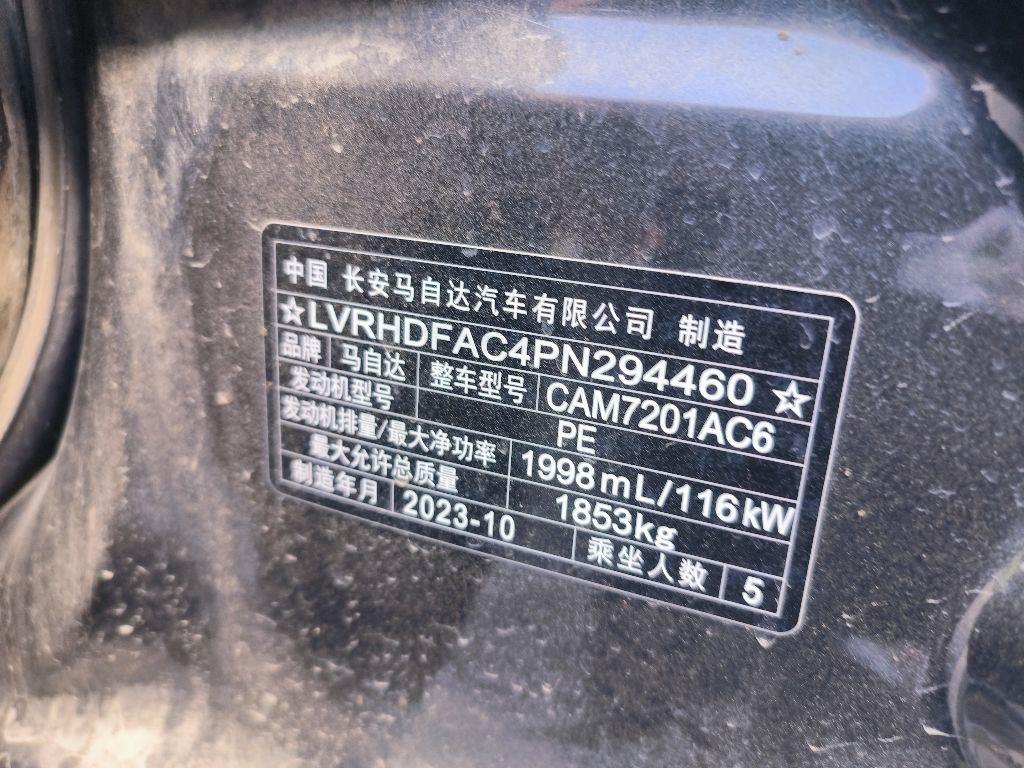 中国 长安马自达汽车有限公司 制造
☆LVRHDFAC4PN294460☆
品牌 马自达 整车型号 CAM7201AC6
发动机型号 PE
发动机排量/最大净功率 1998mL/116kW
最大允许总质量 1853kg
制造年月 2023-10 乘坐人数 5